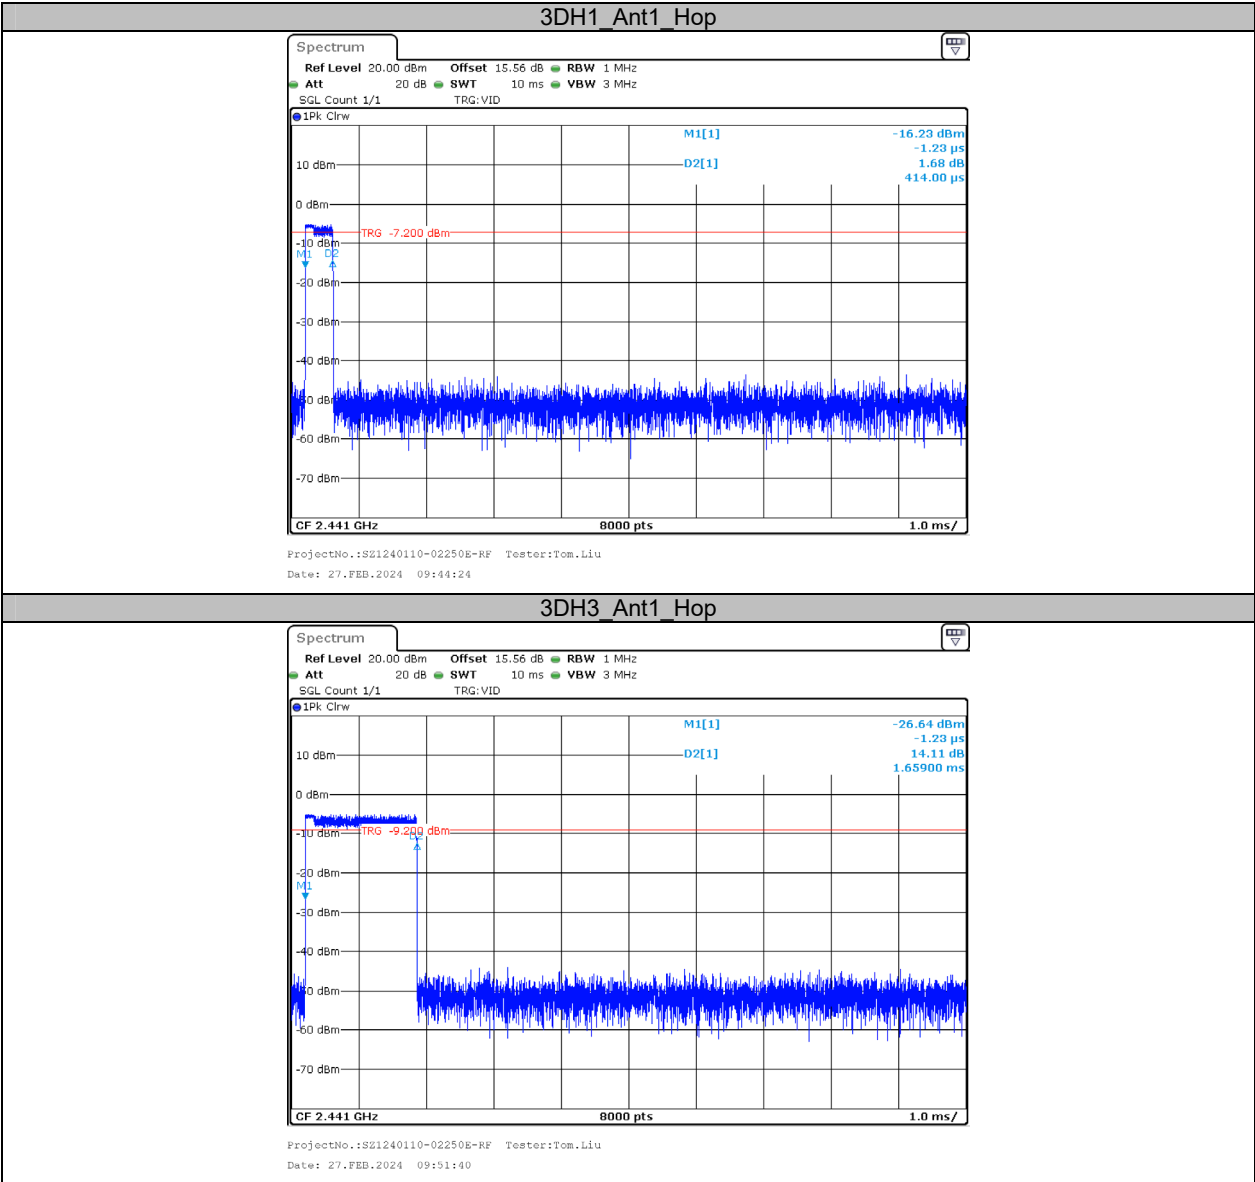 3DH1_Ant1_Hop
Spectrum
Ref Level 20.00 dBm Offset 15.56 dB RBW 1 MHz
Att 20 dB SWT 10 ms VBW 3 MHz
SGL Count 1/1 TRG:VID
1Pk Clrw
M1[1] -16.23 dBm
-1.23 µs
10 dBm D2[1] 1.68 dB
414.00 µs
0 dBm
TRG -7.200 dBm
-10 dBm
M1 D2
-20 dBm
-30 dBm
-40 dBm
-50 dBm
-60 dBm
-70 dBm
CF 2.441 GHz 8000 pts 1.0 ms/
ProjectNo.:SZ1240110-02250E-RF Tester:Tom.Liu
Date: 27.FEB.2024 09:44:24
3DH3_Ant1_Hop
Spectrum
Ref Level 20.00 dBm Offset 15.56 dB RBW 1 MHz
Att 20 dB SWT 10 ms VBW 3 MHz
SGL Count 1/1 TRG:VID
1Pk Clrw
M1[1] -26.64 dBm
-1.23 µs
10 dBm D2[1] 14.11 dB
1.65900 ms
0 dBm
-10 dBm TRG -9.200 dBm
D2
-20 dBm
M1
-30 dBm
-40 dBm
-50 dBm
-60 dBm
-70 dBm
CF 2.441 GHz 8000 pts 1.0 ms/
ProjectNo.:SZ1240110-02250E-RF Tester:Tom.Liu
Date: 27.FEB.2024 09:51:40